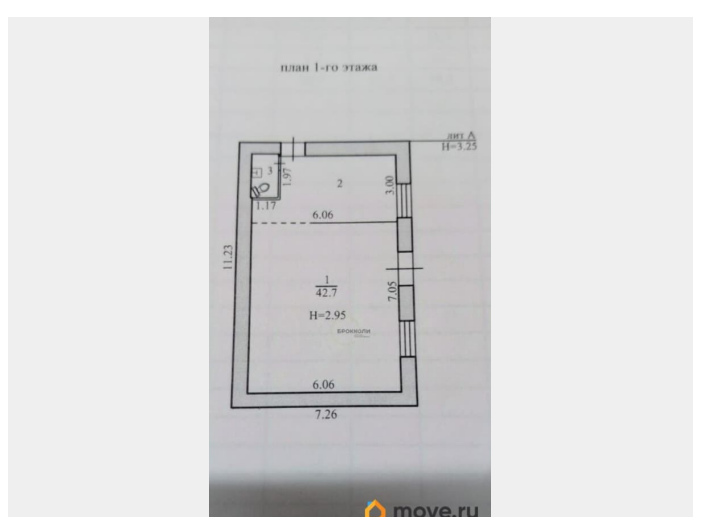 план 1-го этажа
лит А
H=3.25
3
1.97
2
3.00
1.17
6.06
11.23
1
42.7
7.05
H=2.95
БРОККОЛИ
6.06
7.26
move.ru